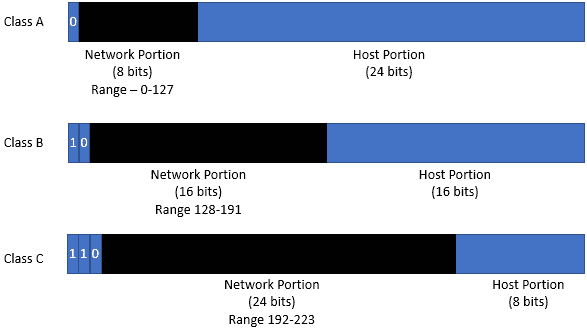 Class A
0
Network Portion
(8 bits)
Range – 0-127
Host Portion
(24 bits)
Class B
1 0
Network Portion
(16 bits)
Range 128-191
Host Portion
(16 bits)
Class C
1 1 0
Network Portion
(24 bits)
Range 192-223
Host Portion
(8 bits)